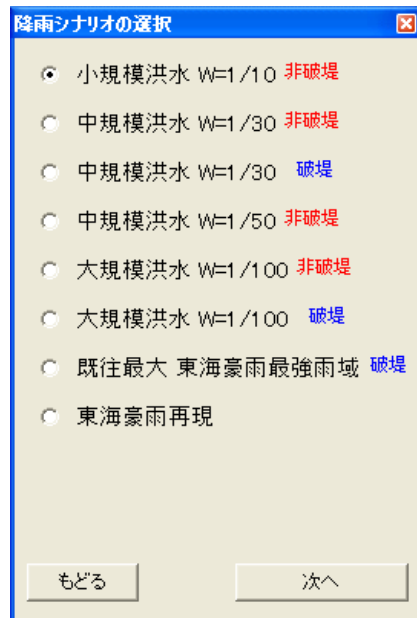 降雨シナリオの選択
小規模洪水 W=1/10 非破堤
中規模洪水 W=1/30 非破堤
中規模洪水 W=1/30 破堤
中規模洪水 W=1/50 非破堤
大規模洪水 W=1/100 非破堤
大規模洪水 W=1/100 破堤
既往最大 東海豪雨最強雨域 破堤
東海豪雨再現
もどる 次へ